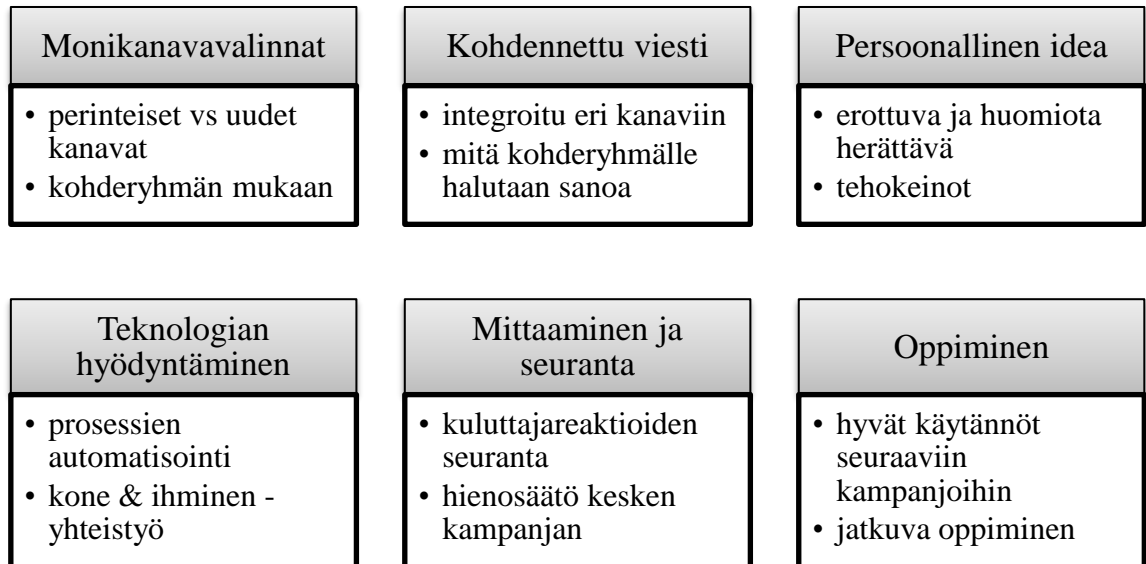 Monikanavavalinnat
• perinteiset vs uudet
kanavat
• kohderyhmän mukaan
Kohdennettu viesti
• integroitu eri kanaviin
• mitä kohderyhmälle
halutaan sanoa
Persoonallinen idea
• erottuva ja huomiota
herättävä
• tehokeinot
Teknologian
hyödyntäminen
• prosessien
automatisointi
• kone & ihminen -
yhteistyö
Mittaaminen ja
seuranta
• kuluttajareaktioiden
seuranta
• hienosäätö kesken
kampanjan
Oppiminen
• hyvät käytännöt
seuraaviin
kampanjoihin
• jatkuva oppiminen